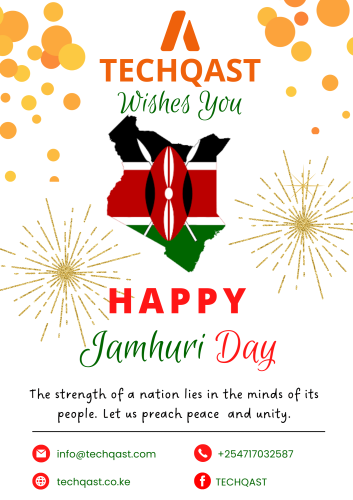 TECHQAST
Wishes You
HAPPY
Jamhuri Day
The strength of a nation lies in the minds of its
people. Let us preach peace and unity.
info@techqast.com
+254717032587
techqast.co.ke
TECHQAST